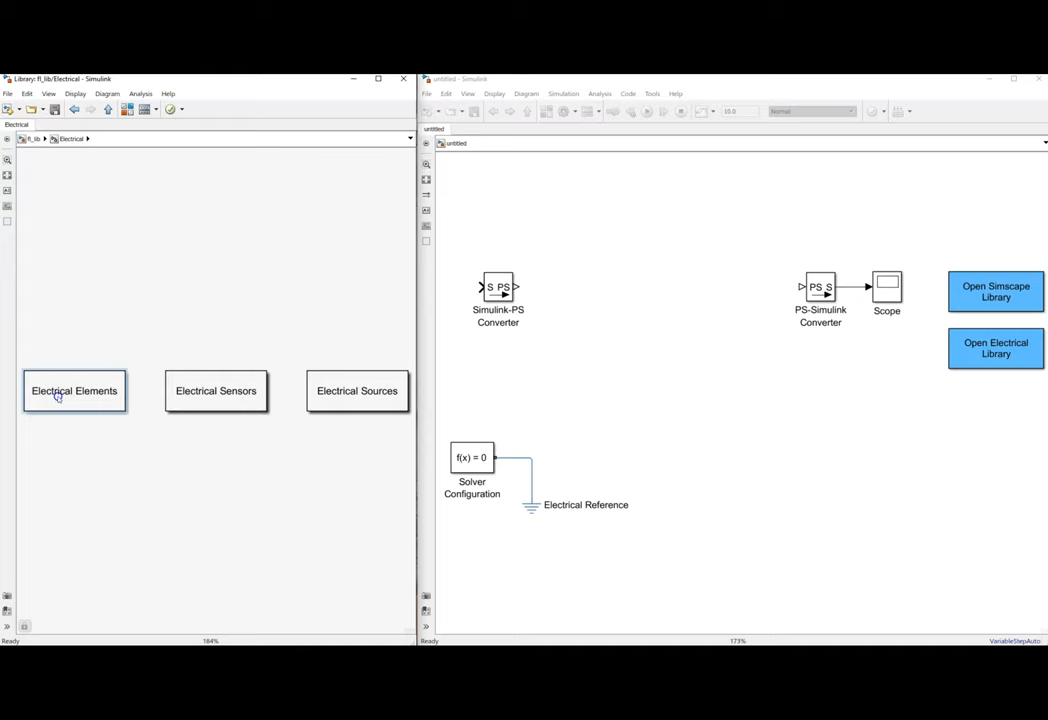 Library: fl_lib/Electrical - Simulink
File Edit View Display Diagram Analysis Help
Electrical
fl_lib Electrical
Electrical Elements
Electrical Sensors
Electrical Sources
Ready
184%
untitled - Simulink
File Edit View Display Diagram Simulation Analysis Code Tools Help
10.0
Normal
untitled
untitled
S PS
Simulink-PS
Converter
PS S
PS-Simulink
Converter
Scope
Open Simscape
Library
Open Electrical
Library
f(x) = 0
Solver
Configuration
Electrical Reference
Ready
173%
VariableStepAuto